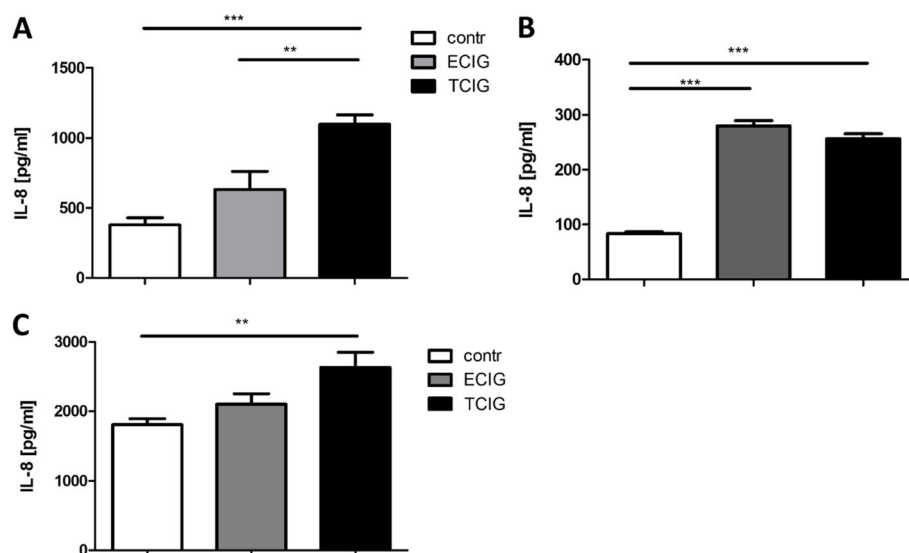 A
***
**
contr
ECIG
TCIG
IL-8 [pg/ml]
1500
1000
500
0
B
***
***
IL-8 [pg/ml]
400
300
200
100
0
C
**
contr
ECIG
TCIG
IL-8 [pg/ml]
3000
2000
1000
0